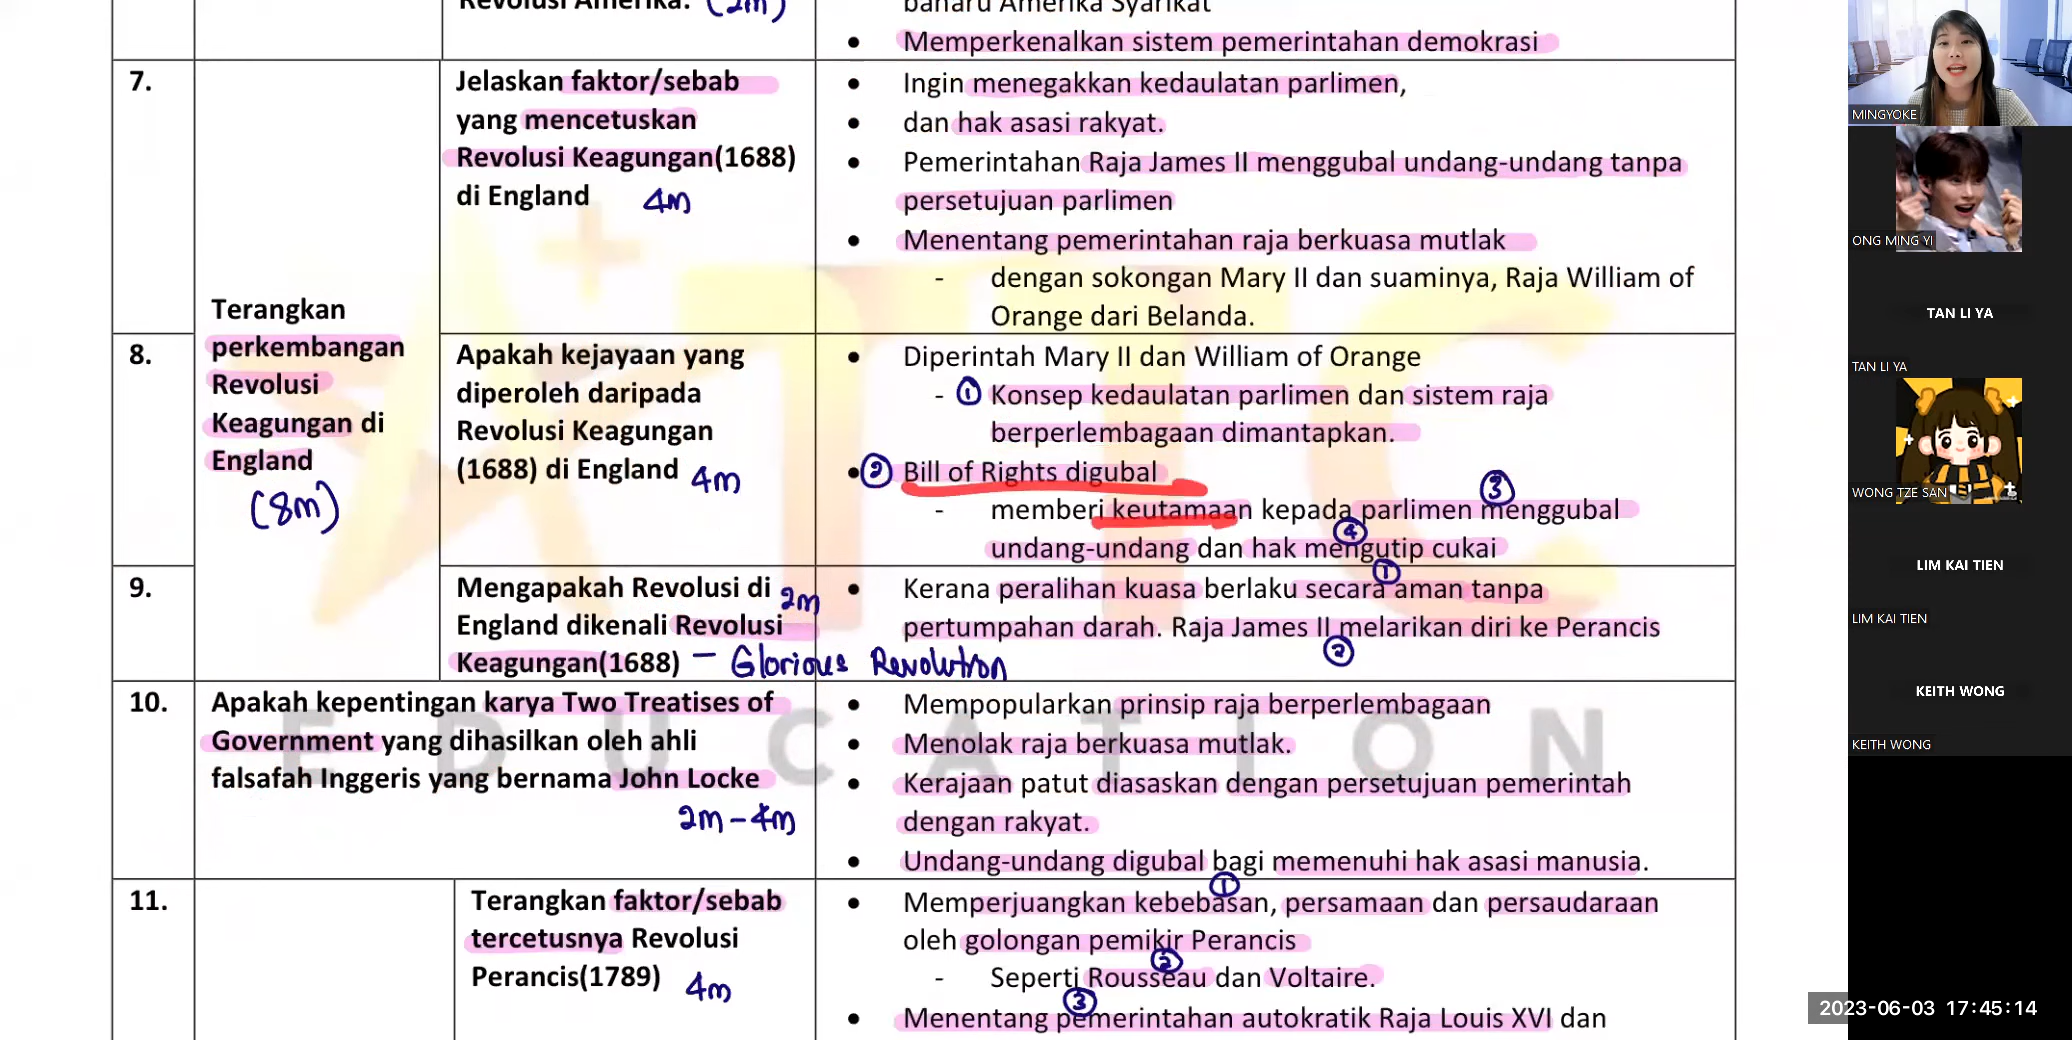 Revolusi Amerika. (2m)
baharu Amerika Syarikat
• Memperkenalkan sistem pemerintahan demokrasi
7.
Terangkan
perkembangan
Revolusi
Keagungan di
England
(8m)
Jelaskan faktor/sebab
yang mencetuskan
Revolusi Keagungan(1688)
di England 4m
• Ingin menegakkan kedaulatan parlimen,
• dan hak asasi rakyat.
• Pemerintahan Raja James II menggubal undang-undang tanpa
persetujuan parlimen
• Menentang pemerintahan raja berkuasa mutlak
- dengan sokongan Mary II dan suaminya, Raja William of
Orange dari Belanda.
8.
Apakah kejayaan yang
diperoleh daripada
Revolusi Keagungan
(1688) di England 4m
• Diperintah Mary II dan William of Orange
- ① Konsep kedaulatan parlimen dan sistem raja
berperlembagaan dimantapkan.
• ② Bill of Rights digubal
③
- memberi keutamaan kepada parlimen menggubal
④
undang-undang dan hak mengutip cukai
9.
Mengapakah Revolusi di 2m
England dikenali Revolusi
Keagungan(1688) – Glorious Revolution
①
• Kerana peralihan kuasa berlaku secara aman tanpa
pertumpahan darah. Raja James II melarikan diri ke Perancis
②
10.
Apakah kepentingan karya Two Treatises of
Government yang dihasilkan oleh ahli
falsafah Inggeris yang bernama John Locke
2m – 4m
• Mempopularkan prinsip raja berperlembagaan
• Menolak raja berkuasa mutlak.
• Kerajaan patut diasaskan dengan persetujuan pemerintah
dengan rakyat.
• Undang-undang digubal bagi memenuhi hak asasi manusia.
11.
Terangkan faktor/sebab
tercetusnya Revolusi
Perancis(1789) 4m
①
• Memperjuangkan kebebasan, persamaan dan persaudaraan
oleh golongan pemikir Perancis
②
- Seperti Rousseau dan Voltaire.
③
• Menentang pemerintahan autokratik Raja Louis XVI dan
ATTC
EDUCATION
MINGYOKE
ONG MING YI
TAN LI YA
TAN LI YA
WONG TZE SAN
LIM KAI TIEN
LIM KAI TIEN
KEITH WONG
KEITH WONG
2023-06-03 17:45:14